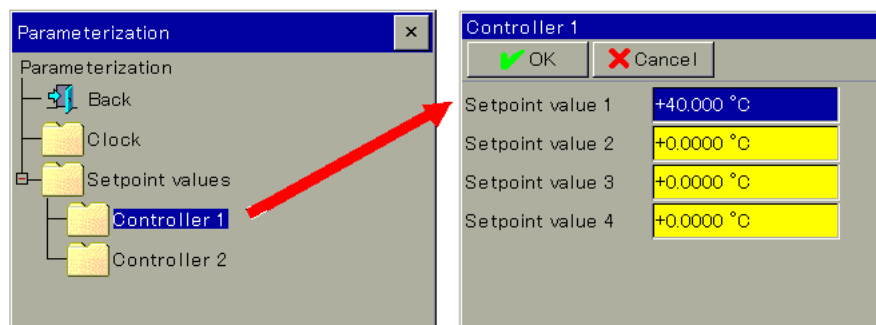 Parameterization
Parameterization
Back
Clock
Setpoint values
Controller 1
Controller 2
Controller 1
OK Cancel
Setpoint value 1 +40.000 °C
Setpoint value 2 +0.0000 °C
Setpoint value 3 +0.0000 °C
Setpoint value 4 +0.0000 °C